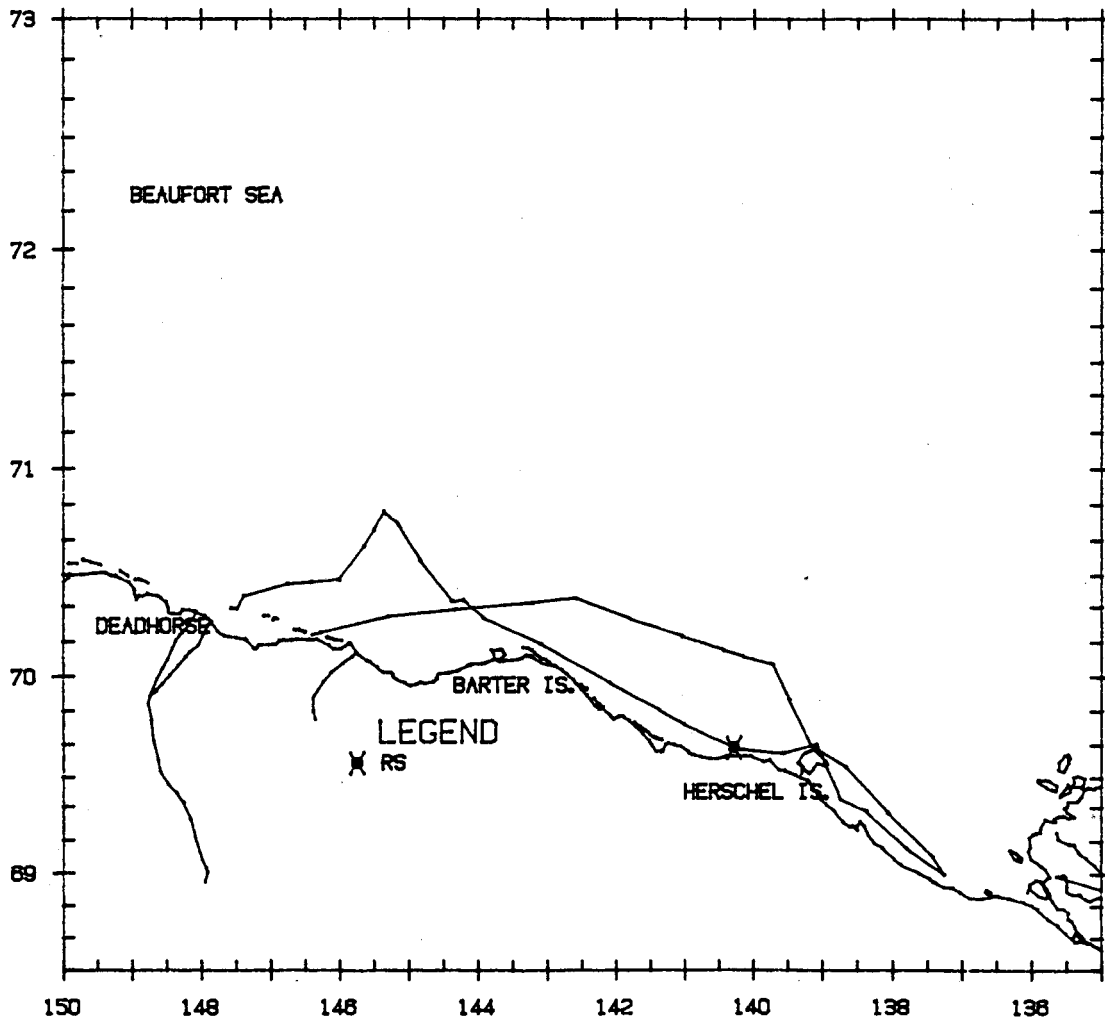 73
BEAUFORT SEA
72
71
DEADHORSE
70
BARTER IS.
LEGEND
RS
HERSCHEL IS.
69
150 148 146 144 142 140 138 136